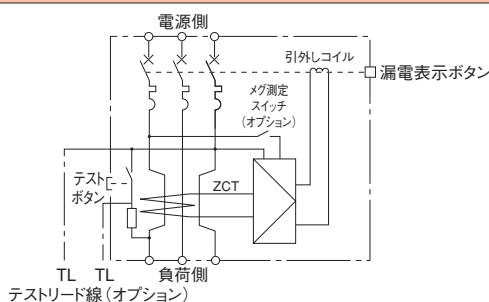 電源側
引外しコイル
漏電表示ボタン
メグ測定
スイッチ
(オプション)
テスト
ボタン
ZCT
TL TL
負荷側
テストリード線(オプション)